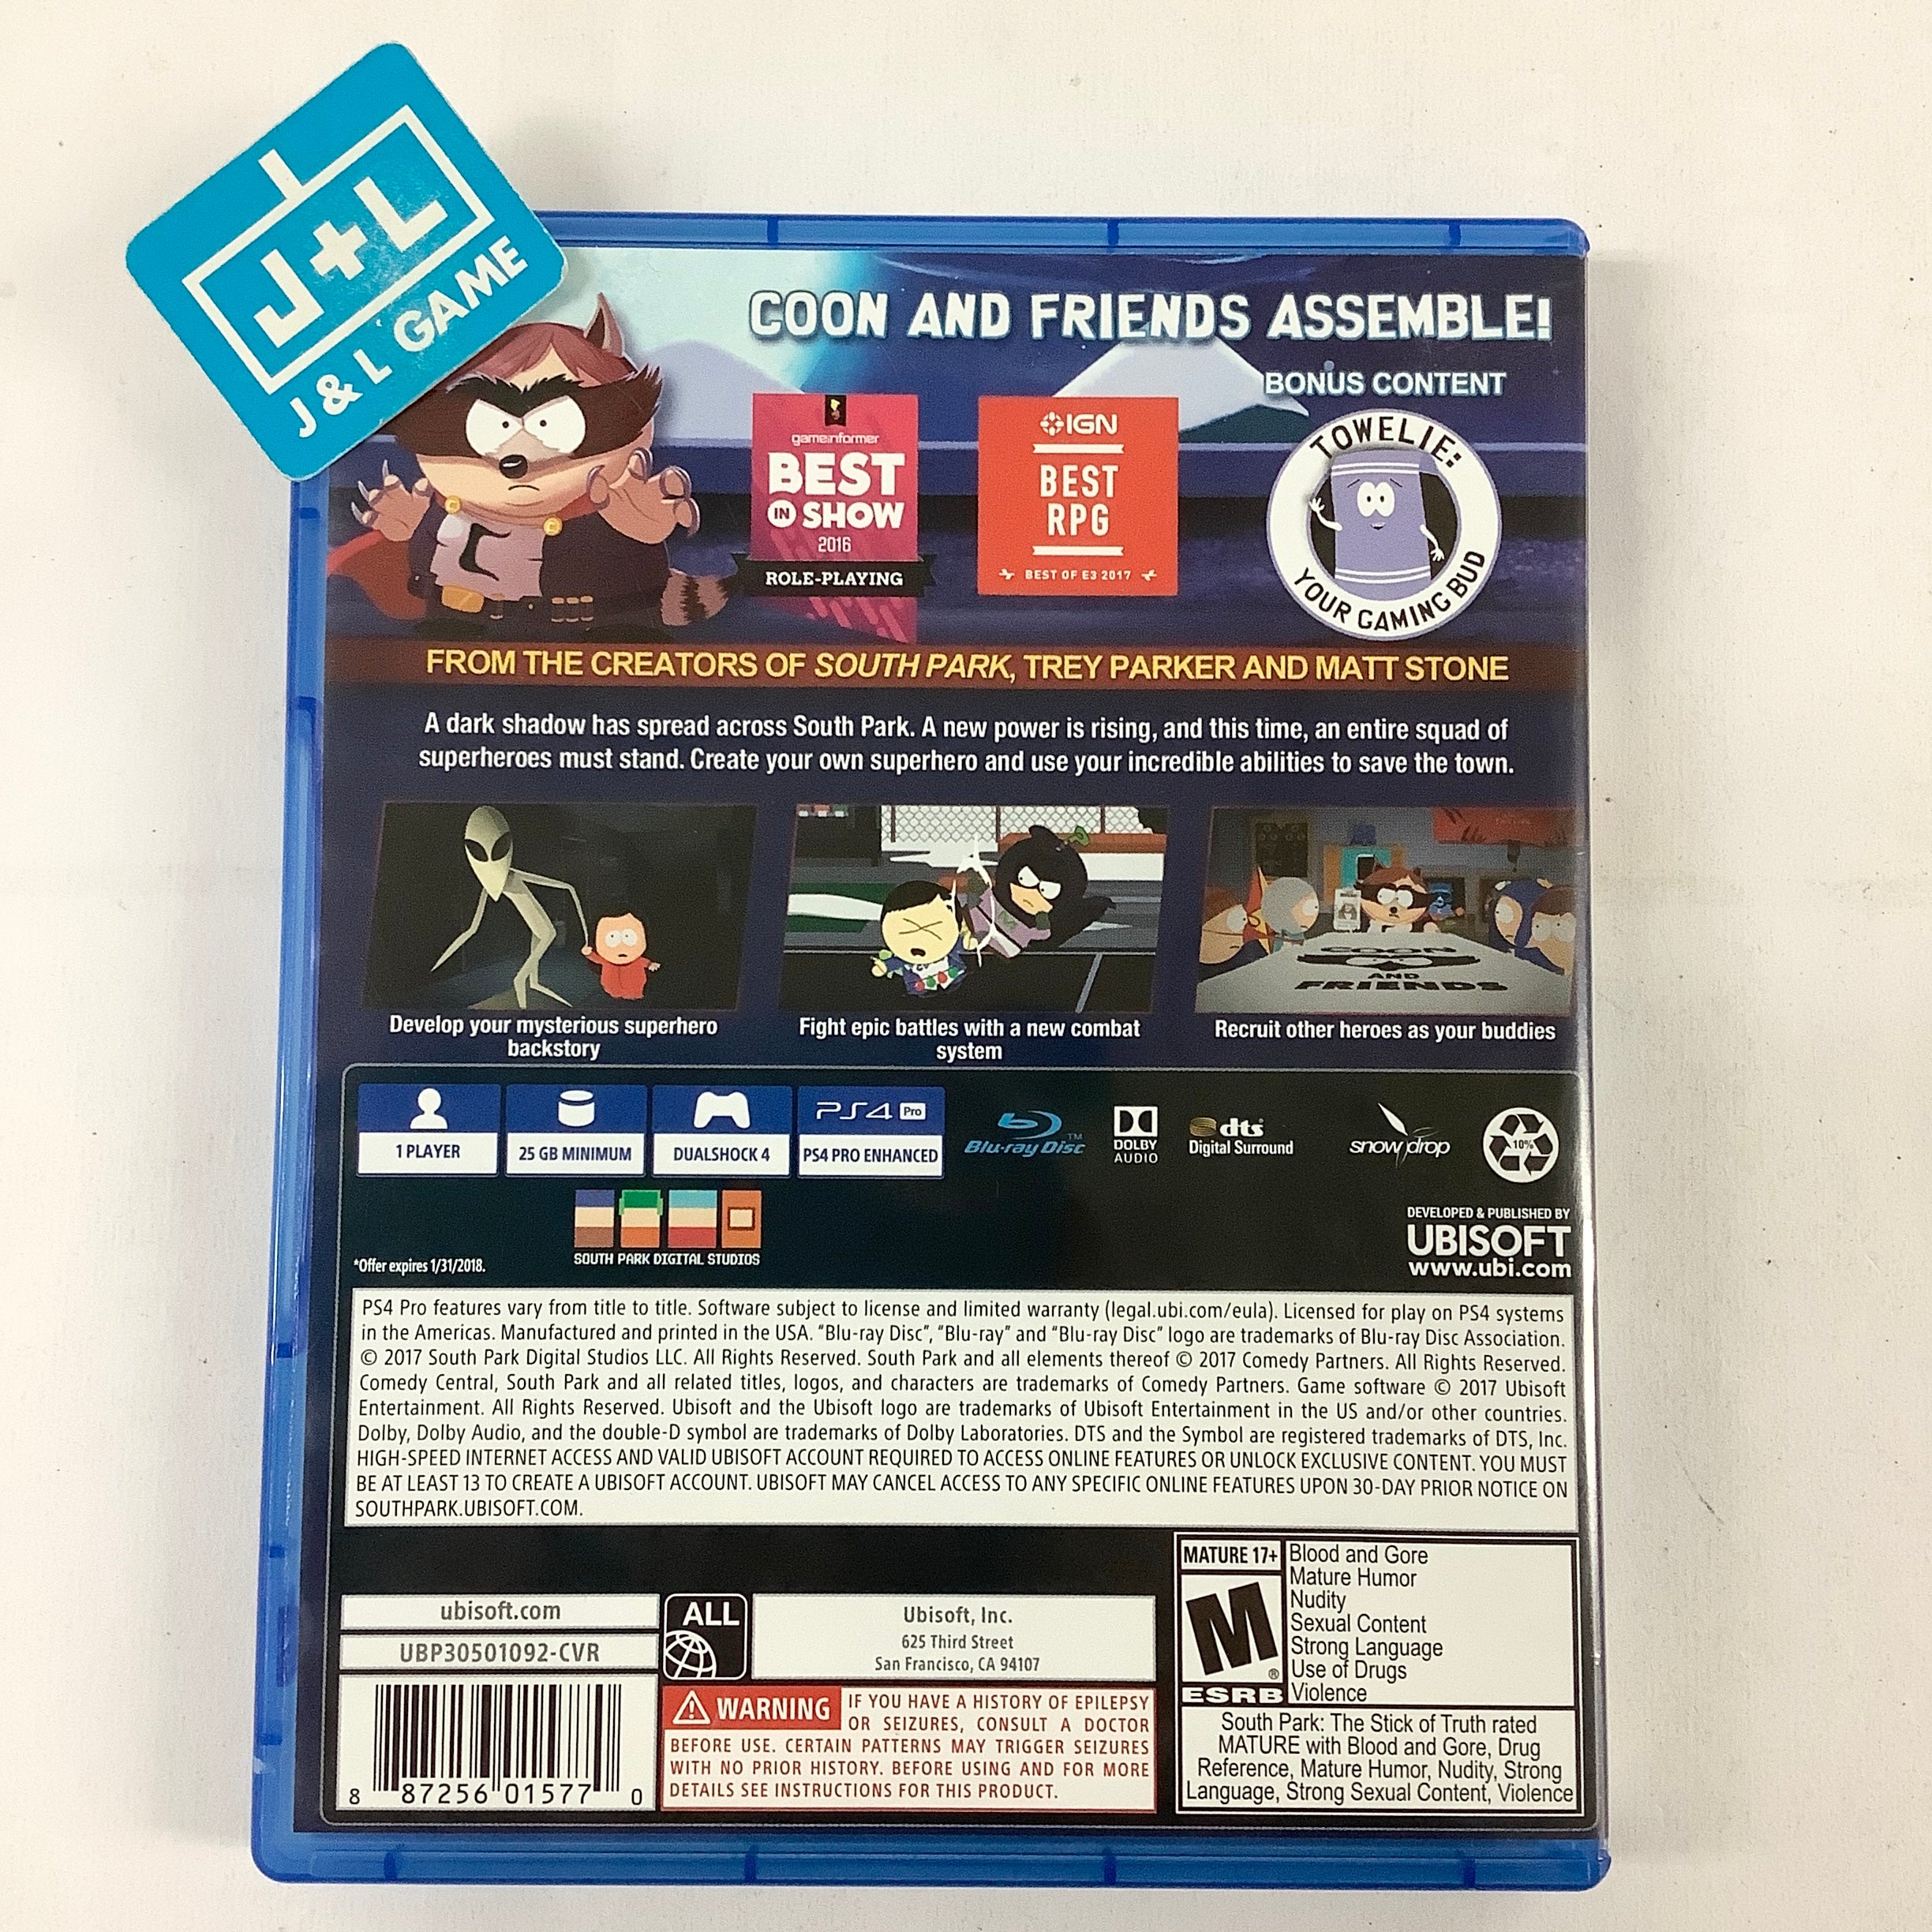 J+L
J & L GAME
COON AND FRIENDS ASSEMBLE!
BONUS CONTENT
gameinformer
BEST
IN SHOW
2016
ROLE-PLAYING
IGN
BEST
RPG
BEST OF E3 2017
TOWELIE:
YOUR GAMING BUD
FROM THE CREATORS OF SOUTH PARK, TREY PARKER AND MATT STONE
A dark shadow has spread across South Park. A new power is rising, and this time, an entire squad of
superheroes must stand. Create your own superhero and use your incredible abilities to save the town.
COON
AND
FRIENDS
Develop your mysterious superhero
backstory
Fight epic battles with a new combat
system
Recruit other heroes as your buddies
PS4 Pro
1 PLAYER
25 GB MINIMUM
DUALSHOCK 4
PS4 PRO ENHANCED
Blu-ray Disc™
DOLBY
AUDIO
dts
Digital Surround
snowdrop
10%
SOUTH PARK DIGITAL STUDIOS
*Offer expires 1/31/2018.
DEVELOPED & PUBLISHED BY
UBISOFT
www.ubi.com
PS4 Pro features vary from title to title. Software subject to license and limited warranty (legal.ubi.com/eula). Licensed for play on PS4 systems
in the Americas. Manufactured and printed in the USA. “Blu-ray Disc”, “Blu-ray” and “Blu-ray Disc” logo are trademarks of Blu-ray Disc Association.
© 2017 South Park Digital Studios LLC. All Rights Reserved. South Park and all elements thereof © 2017 Comedy Partners. All Rights Reserved.
Comedy Central, South Park and all related titles, logos, and characters are trademarks of Comedy Partners. Game software © 2017 Ubisoft
Entertainment. All Rights Reserved. Ubisoft and the Ubisoft logo are trademarks of Ubisoft Entertainment in the US and/or other countries.
Dolby, Dolby Audio, and the double-D symbol are trademarks of Dolby Laboratories. DTS and the Symbol are registered trademarks of DTS, Inc.
HIGH-SPEED INTERNET ACCESS AND VALID UBISOFT ACCOUNT REQUIRED TO ACCESS ONLINE FEATURES OR UNLOCK EXCLUSIVE CONTENT. YOU MUST
BE AT LEAST 13 TO CREATE A UBISOFT ACCOUNT. UBISOFT MAY CANCEL ACCESS TO ANY SPECIFIC ONLINE FEATURES UPON 30-DAY PRIOR NOTICE ON
SOUTHPARK.UBISOFT.COM.
ubisoft.com
UBP30501092-CVR
8 87256 01577 0
ALL
Ubisoft, Inc.
625 Third Street
San Francisco, CA 94107
WARNING IF YOU HAVE A HISTORY OF EPILEPSY
OR SEIZURES, CONSULT A DOCTOR
BEFORE USE. CERTAIN PATTERNS MAY TRIGGER SEIZURES
WITH NO PRIOR HISTORY. BEFORE USING AND FOR MORE
DETAILS SEE INSTRUCTIONS FOR THIS PRODUCT.
MATURE 17+
M
®
ESRB
Blood and Gore
Mature Humor
Nudity
Sexual Content
Strong Language
Use of Drugs
Violence
South Park: The Stick of Truth rated
MATURE with Blood and Gore, Drug
Reference, Mature Humor, Nudity, Strong
Language, Strong Sexual Content, Violence